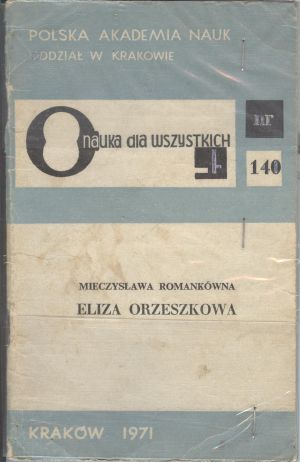 POLSKA AKADEMIA NAUK
ODDZIAŁ W KRAKOWIE
nauka dla wszystkich
nr
140
MIECZYSŁAWA ROMANKÓWNA
ELIZA ORZESZKOWA
KRAKÓW 1971